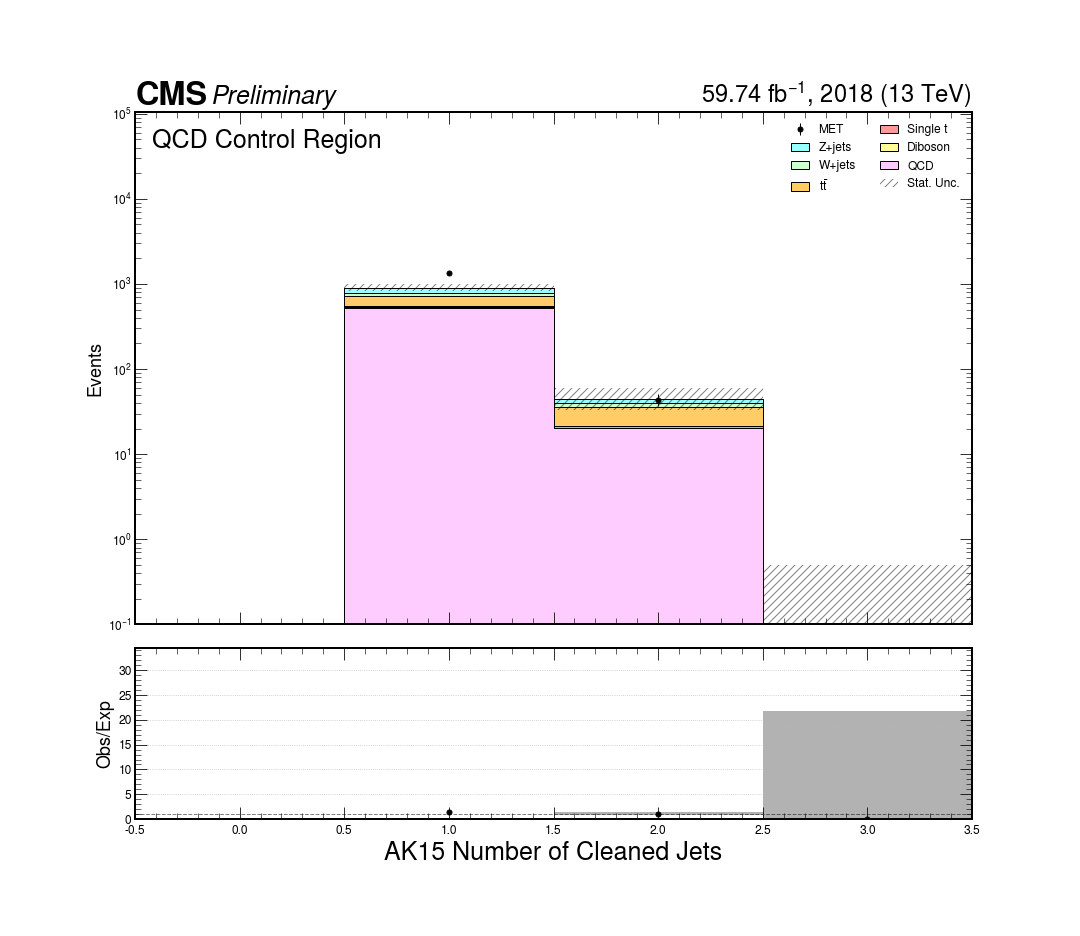 CMS Preliminary
59.74 fb⁻¹, 2018 (13 TeV)
QCD Control Region
MET
Z+jets
W+jets
tt̄
Single t
Diboson
QCD
Stat. Unc.
Events
10⁵
10⁴
10³
10²
10¹
10⁰
10⁻¹
Obs/Exp
30
25
20
15
10
5
0
-0.5 0.0 0.5 1.0 1.5 2.0 2.5 3.0 3.5
AK15 Number of Cleaned Jets